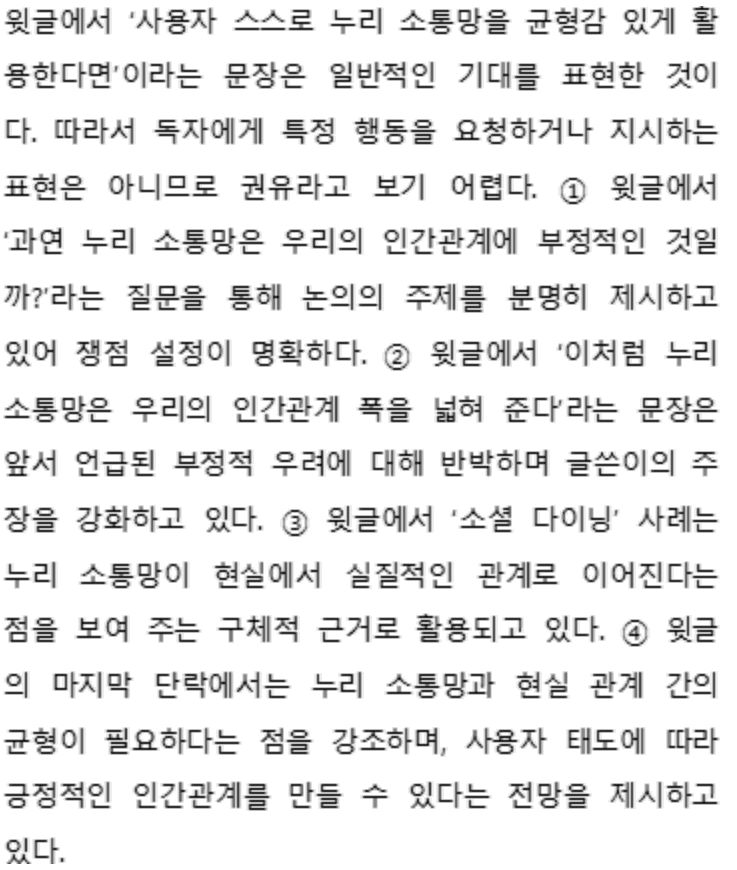 윗글에서 ‘사용자 스스로 누리 소통망을 균형감 있게 활
용한다면’이라는 문장은 일반적인 기대를 표현한 것이
다. 따라서 독자에게 특정 행동을 요청하거나 지시하는
표현은 아니므로 권유라고 보기 어렵다. ① 윗글에서
‘과연 누리 소통망은 우리의 인간관계에 부정적인 것일
까?’라는 질문을 통해 논의의 주제를 분명히 제시하고
있어 쟁점 설정이 명확하다. ② 윗글에서 ‘이처럼 누리
소통망은 우리의 인간관계 폭을 넓혀 준다’라는 문장은
앞서 언급된 부정적 우려에 대해 반박하며 글쓴이의 주
장을 강화하고 있다. ③ 윗글에서 ‘소셜 다이닝’ 사례는
누리 소통망이 현실에서 실질적인 관계로 이어진다는
점을 보여 주는 구체적 근거로 활용되고 있다. ④ 윗글
의 마지막 단락에서는 누리 소통망과 현실 관계 간의
균형이 필요하다는 점을 강조하며, 사용자 태도에 따라
긍정적인 인간관계를 만들 수 있다는 전망을 제시하고
있다.